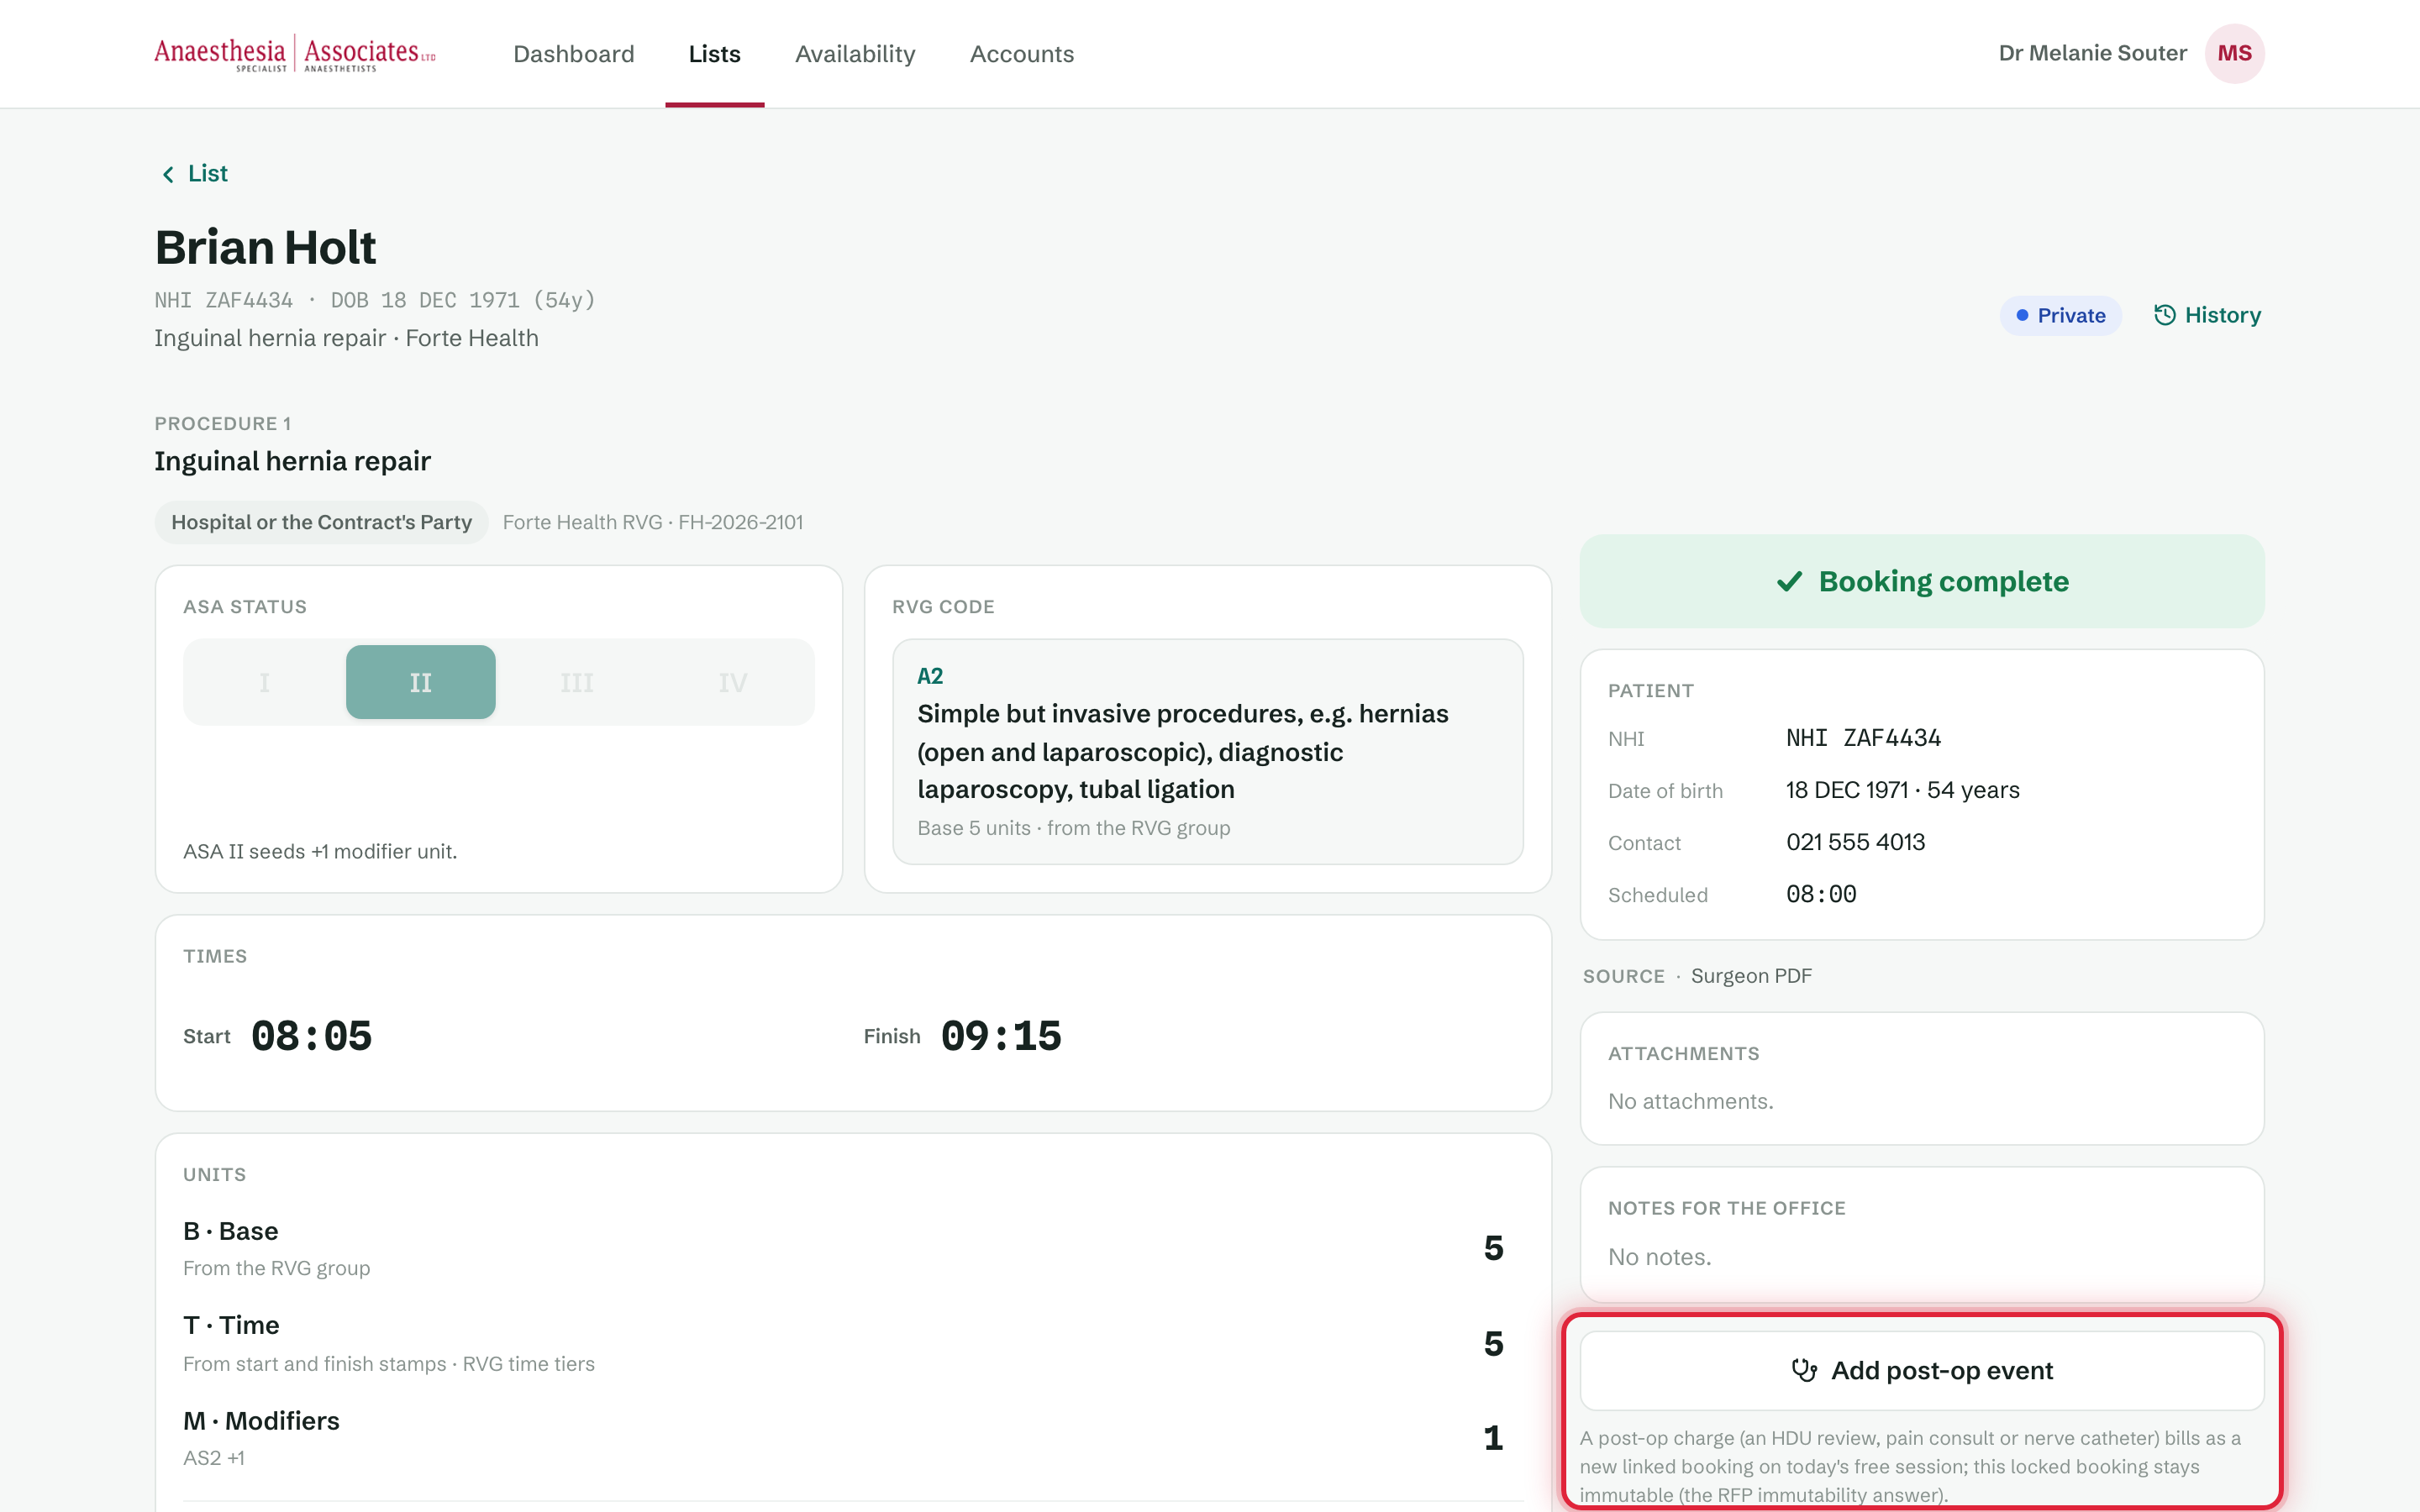 Anaesthesia Associates LTD
SPECIALIST ANAESTHETISTS
Dashboard
Lists
Availability
Accounts
Dr Melanie Souter
MS
List
Brian Holt
NHI ZAF4434 · DOB 18 DEC 1971 (54y)
Inguinal hernia repair · Forte Health
Private
History
PROCEDURE 1
Inguinal hernia repair
Hospital or the Contract's Party
Forte Health RVG · FH-2026-2101
ASA STATUS
I
II
III
IV
ASA II seeds +1 modifier unit.
RVG CODE
A2
Simple but invasive procedures, e.g. hernias
(open and laparoscopic), diagnostic
laparoscopy, tubal ligation
Base 5 units · from the RVG group
TIMES
Start 08:05
Finish 09:15
UNITS
B · Base
From the RVG group
5
T · Time
From start and finish stamps · RVG time tiers
5
M · Modifiers
AS2 +1
1
Booking complete
PATIENT
NHI NHI ZAF4434
Date of birth 18 DEC 1971 · 54 years
Contact 021 555 4013
Scheduled 08:00
SOURCE · Surgeon PDF
ATTACHMENTS
No attachments.
NOTES FOR THE OFFICE
No notes.
Add post-op event
A post-op charge (an HDU review, pain consult or nerve catheter) bills as a
new linked booking on today's free session; this locked booking stays
immutable (the RFP immutability answer).